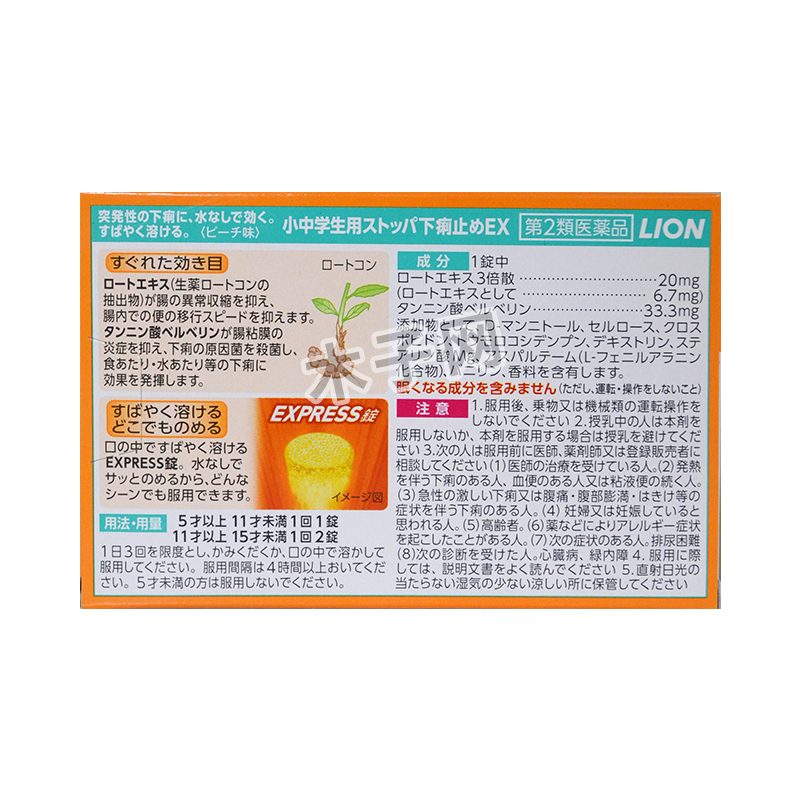 突発性の下痢に、水なしで効く。
すばやく溶ける。〈ピーチ味〉
小中学生用ストッパ下痢止めEX
第2類医薬品
LION
すぐれた効き目
ロートエキス(生薬ロートコンの
抽出物)が腸の異常収縮を抑え、
腸内での便の移行スピードを抑えます。
タンニン酸ベルベリンが腸粘膜の
炎症を抑え、下痢の原因菌を殺菌し、
食あたり・水あたり等の下痢に
効果を発揮します。
ロートコン
すばやく溶ける
どこでものめる
口の中ですばやく溶ける
EXPRESS錠。水なしで
サッとのめるから、どんな
シーンでも服用できます。
EXPRESS錠
イメージ図
用法・用量
5才以上11才未満1回1錠
11才以上15才未満1回2錠
1日3回を限度とし、かみくだくか、口の中で溶かして
服用してください。服用間隔は4時間以上おいてくだ
さい。5才未満の方は服用しないでください。
成分 1錠中
ロートエキス3倍散 20mg
(ロートエキスとして 6.7mg)
タンニン酸ベルベリン 33.3mg
添加物として、D-マンニトール、セルロース、クロス
ポビドン、トウモロコシデンプン、デキストリン、ステ
アリン酸Mg、アスパルテーム(L-フェニルアラニン
化合物)、バニリン、香料を含有します。
眠くなる成分を含みません(ただし、運転・操作をしないこと)
注意 1.服用後、乗物又は機械類の運転操作を
しないでください 2.授乳中の人は本剤を
服用しないか、本剤を服用する場合は授乳を避けてくだ
さい 3.次の人は服用前に医師、薬剤師又は登録販売者に
相談してください(1)医師の治療を受けている人。(2)発熱
を伴う下痢のある人、血便のある人又は粘液便の続く人。
(3)急性の激しい下痢又は腹痛・腹部膨満・はきけ等の
症状を伴う下痢のある人。(4)妊婦又は妊娠していると
思われる人。(5)高齢者。(6)薬などによりアレルギー症状
を起こしたことがある人。(7)次の症状のある人。排尿困難
(8)次の診断を受けた人。心臓病、緑内障 4.服用に際
しては、説明文書をよく読んでください 5.直射日光の
当たらない湿気の少ない涼しい所に保管してください
木手网